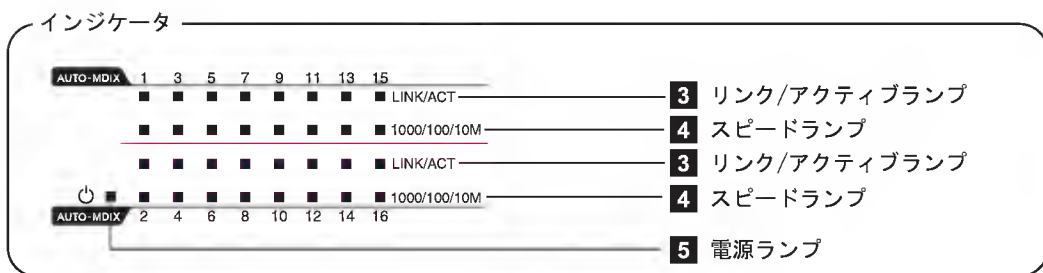 インジケータ
AUTO-MDIX 1 3 5 7 9 11 13 15
LINK/ACT 3 リンク/アクティブランプ
1000/100/10M 4 スピードランプ
LINK/ACT 3 リンク/アクティブランプ
1000/100/10M 4 スピードランプ
AUTO-MDIX 2 4 6 8 10 12 14 16
5 電源ランプ